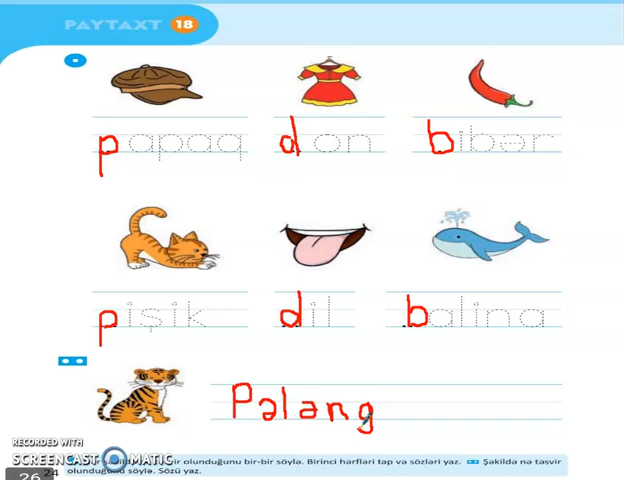 PAYTAXT 18
papaq don bibər
pişik dil balina
Pələng
RECORDED WITH
SCREENCAST MATIC
olunduğunu bir-bir söylə. Birinci hərfləri tap və sözləri yaz. Şəkildə nə təsvir
24 olunduğunu söylə. Sözü yaz.
26